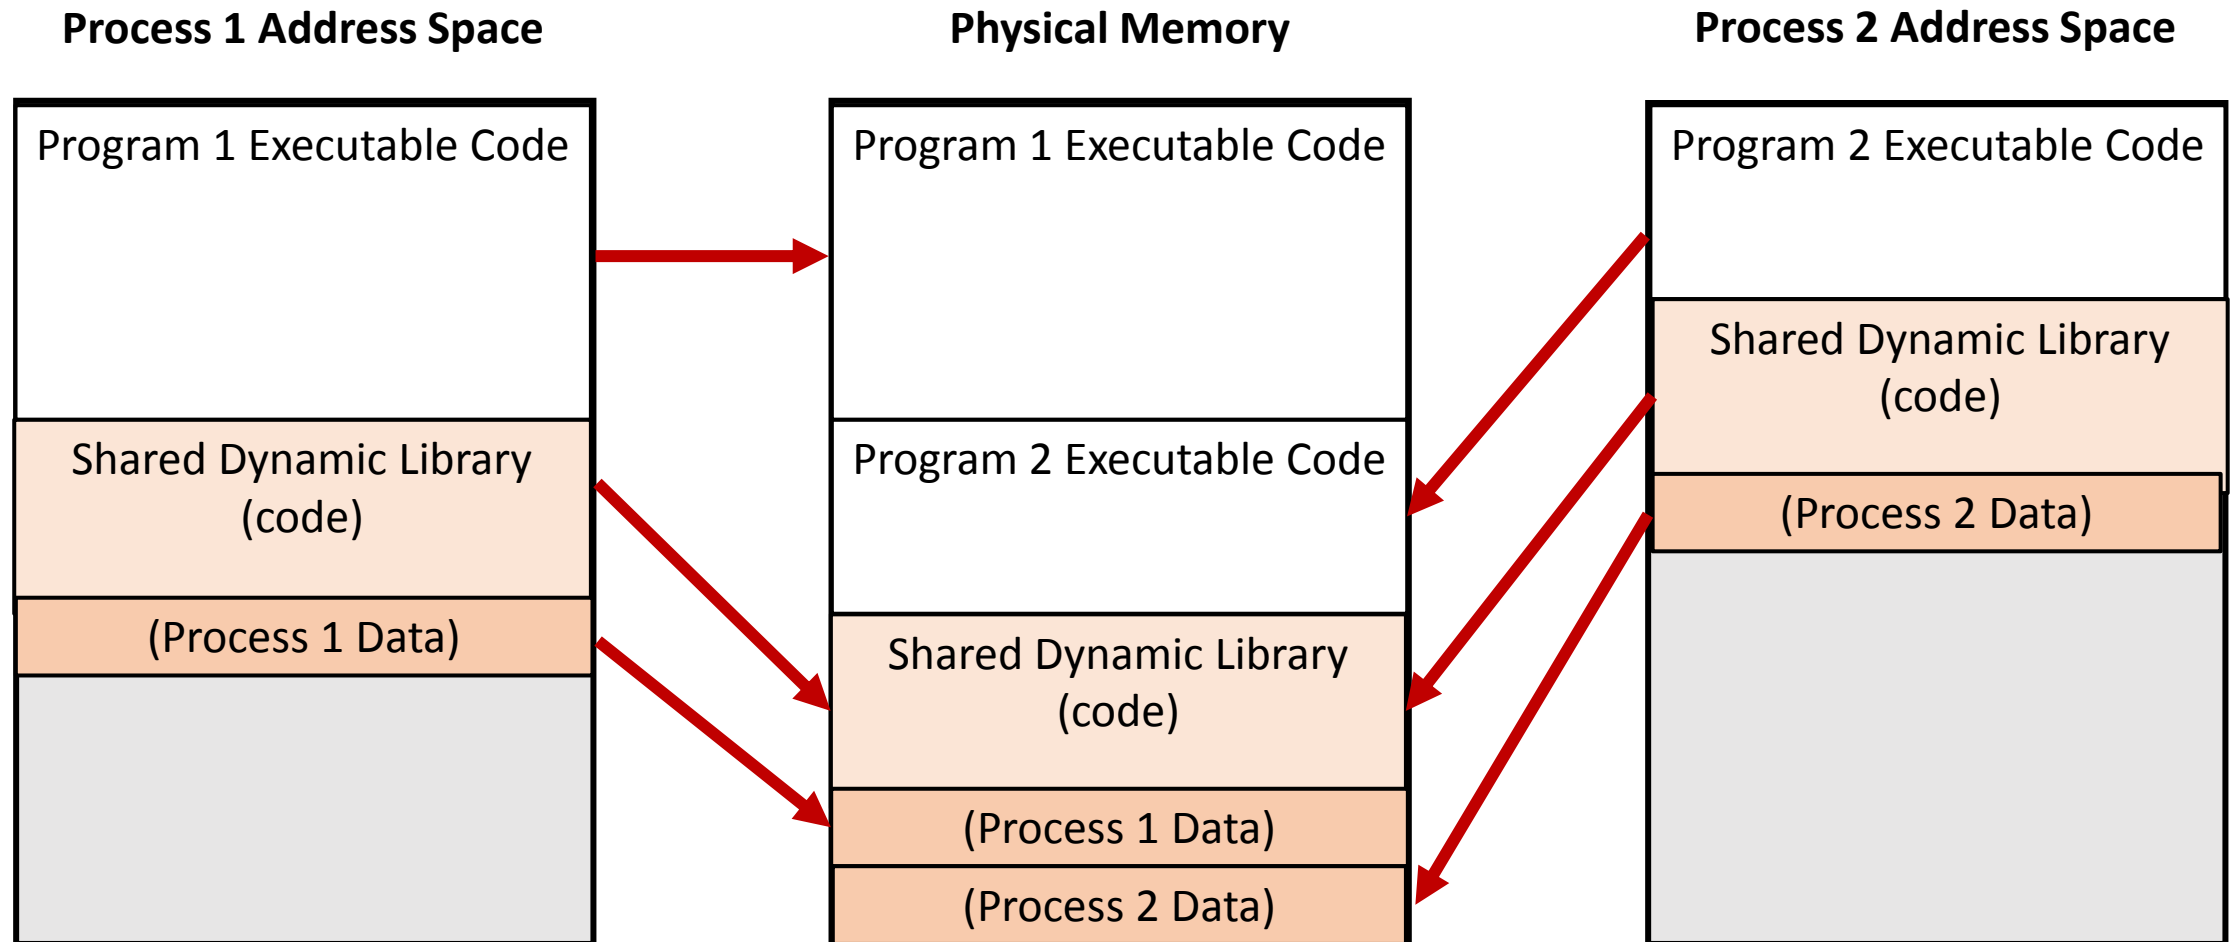 Process 1 Address Space
Program 1 Executable Code
Shared Dynamic Library
(code)
(Process 1 Data)
Physical Memory
Program 1 Executable Code
Program 2 Executable Code
Shared Dynamic Library
(code)
(Process 1 Data)
(Process 2 Data)
Process 2 Address Space
Program 2 Executable Code
Shared Dynamic Library
(code)
(Process 2 Data)